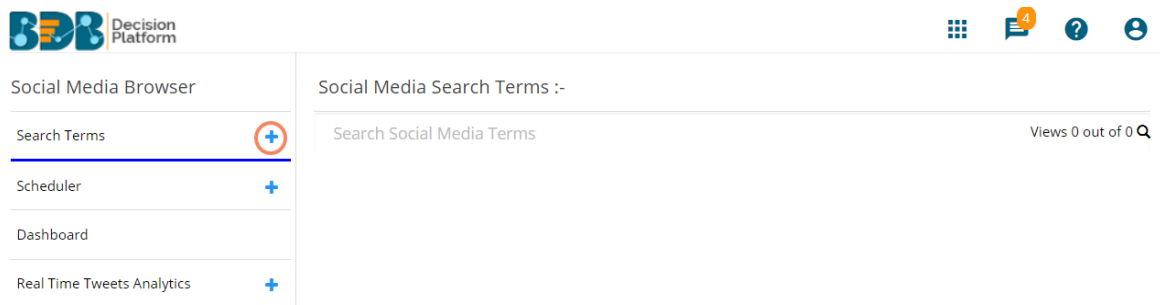 BDB Decision
Platform
4
Social Media Browser
Social Media Search Terms :-
Search Terms
Search Social Media Terms
Views 0 out of 0
Scheduler
Dashboard
Real Time Tweets Analytics